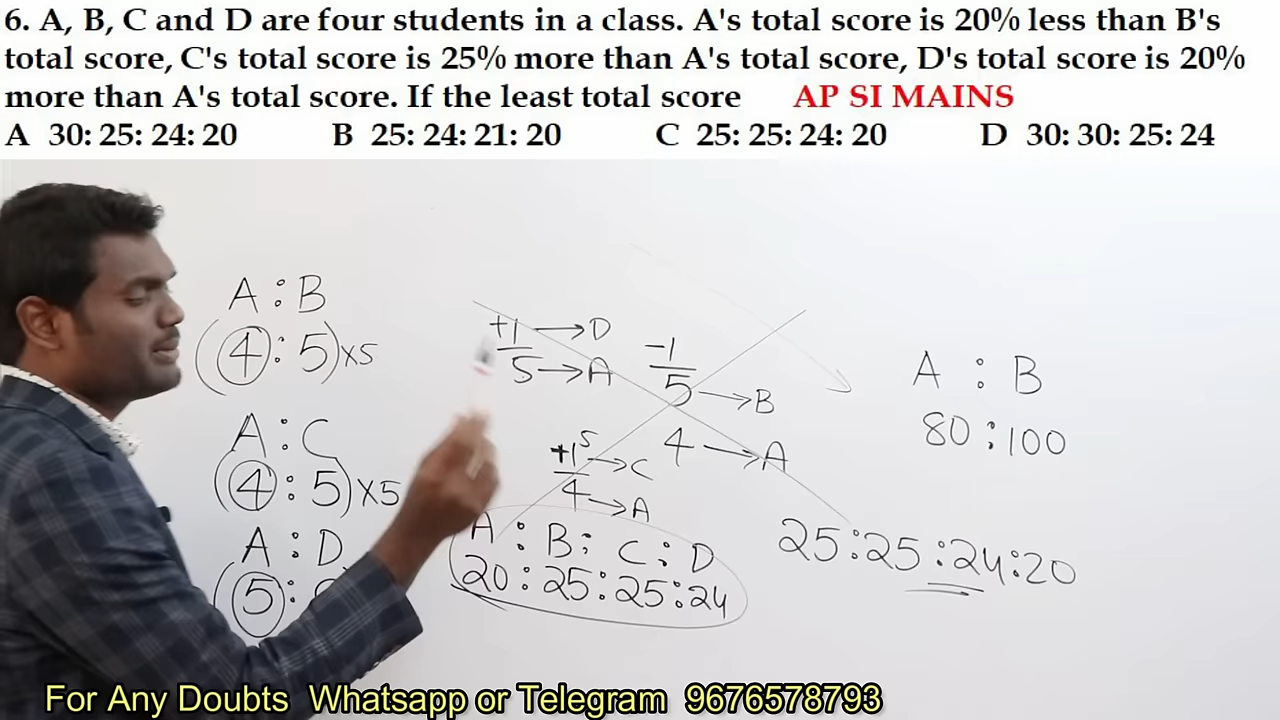 6. A, B, C and D are four students in a class. A's total score is 20% less than B's
total score, C's total score is 25% more than A's total score, D's total score is 20%
more than A's total score. If the least total score AP SI MAINS
A 30: 25: 24: 20 B 25: 24: 21: 20 C 25: 25: 24: 20 D 30: 30: 25: 24
A : B
(4 : 5)×5
A : C
(4 : 5)×5
A : D
(5 :
+1 → D
5 → A
-1
5 → B
4 → A
+1 5 → C
4 → A
A : B : C : D
20 : 25 : 25 : 24
A : B
80 : 100
25 : 25 : 24 : 20
For Any Doubts Whatsapp or Telegram 9676578793